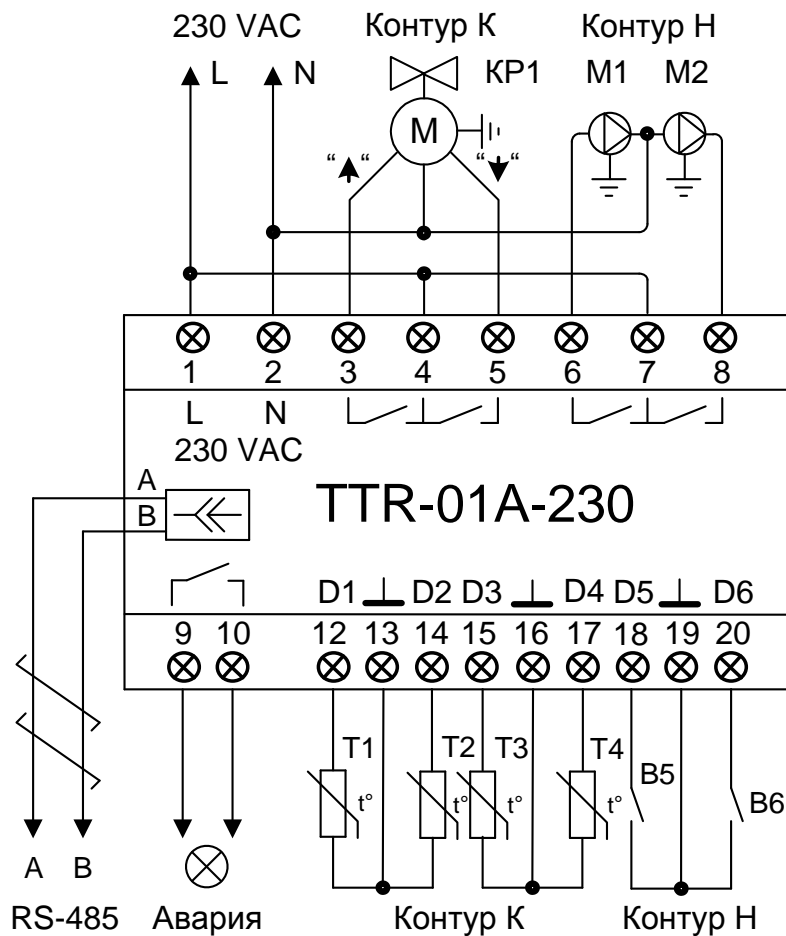 230 VAC Контур К Контур Н
L N КР1 М1 М2
М
“ “ “ “
1 2 3 4 5 6 7 8
L N
230 VAC
A
B
TTR-01A-230
D1 D2 D3 D4 D5 D6
9 10 12 13 14 15 16 17 18 19 20
T1 T2 T3 T4
B5
t° t° t° t°
B6
A B
RS-485 Авария Контур К Контур Н